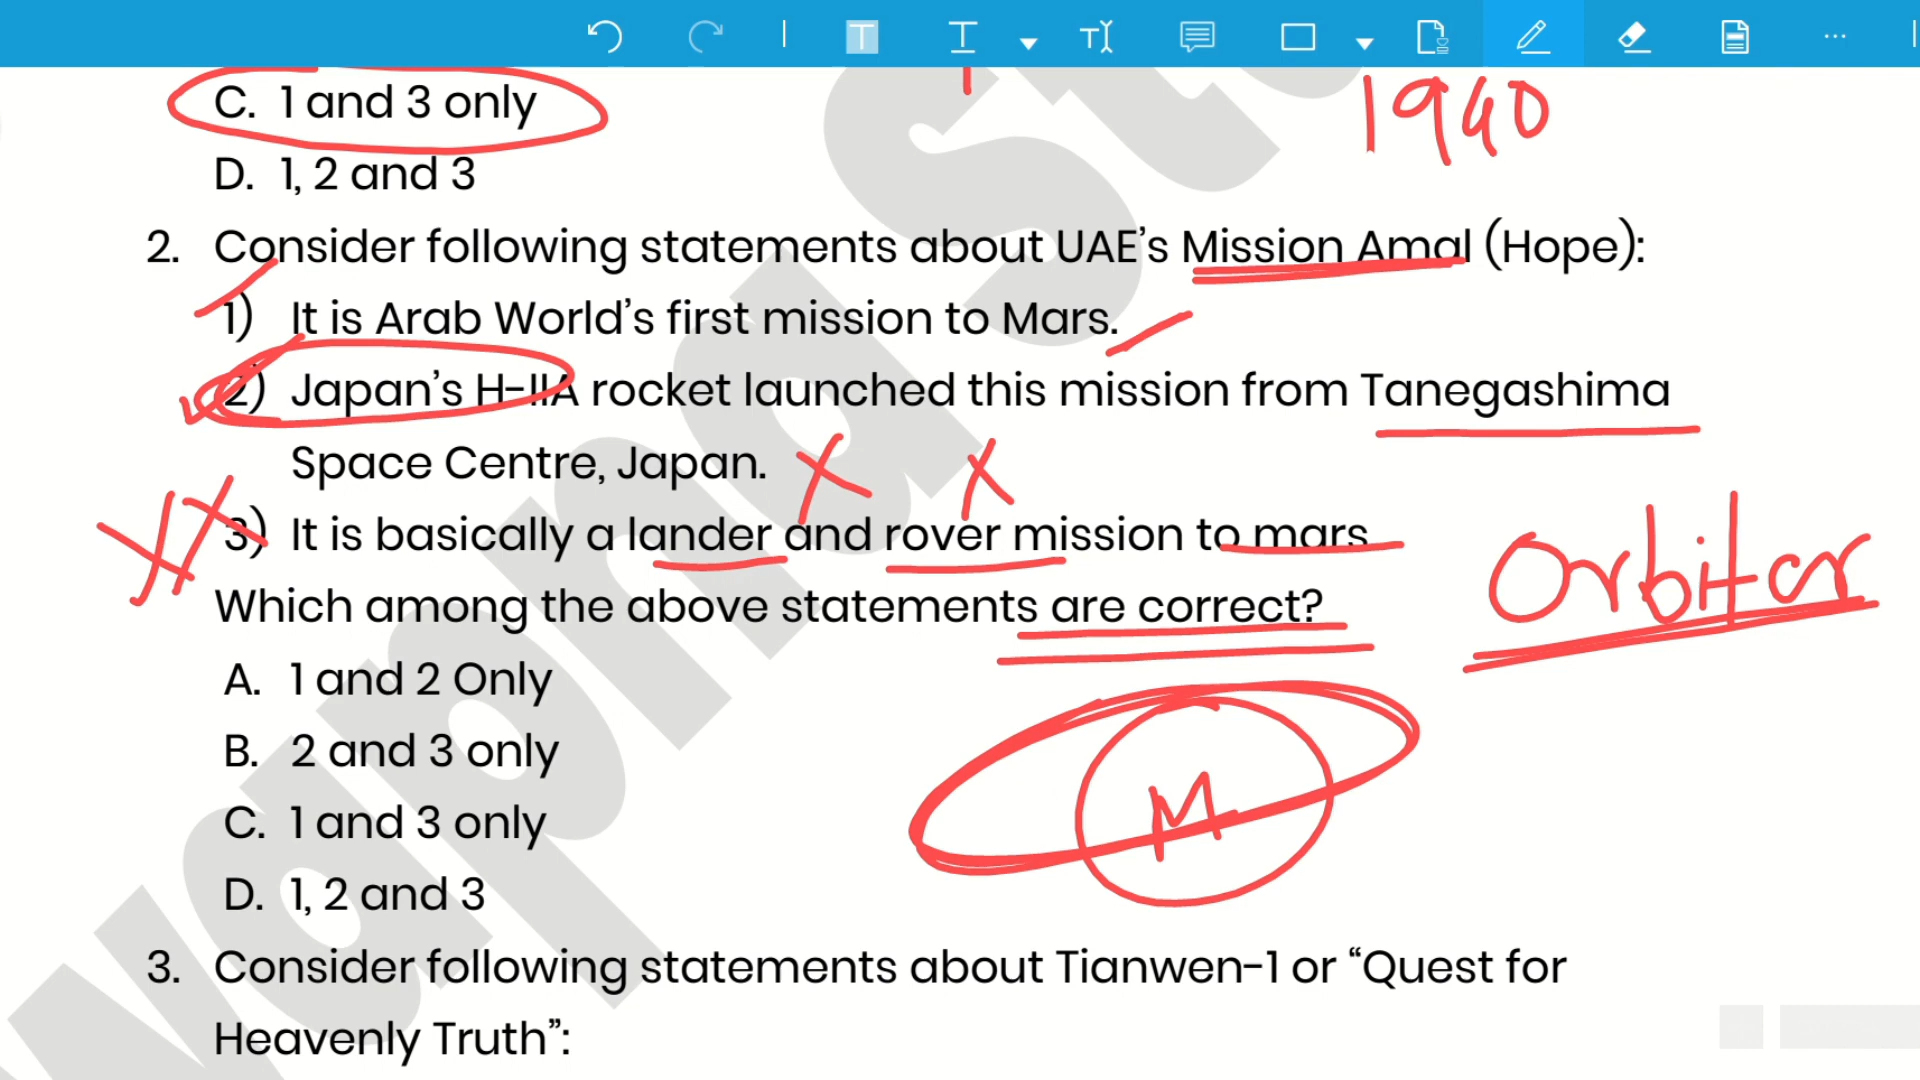 C. 1 and 3 only
1940
D. 1, 2 and 3
2. Consider following statements about UAE's Mission Amal (Hope):
1) It is Arab World's first mission to Mars.
2) Japan's H-IIA rocket launched this mission from Tanegashima
Space Centre, Japan.
3) It is basically a lander and rover mission to mars
Orbiter
Which among the above statements are correct?
A. 1 and 2 Only
B. 2 and 3 only
M
C. 1 and 3 only
D. 1, 2 and 3
3. Consider following statements about Tianwen-1 or “Quest for
Heavenly Truth”: